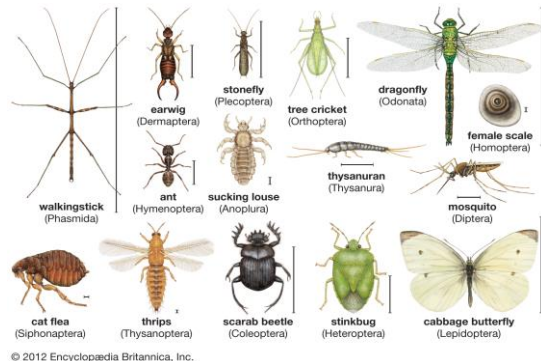 earwig
(Dermaptera)
stonefly
(Plecoptera)
tree cricket
(Orthoptera)
dragonfly
(Odonata)
female scale
(Homoptera)
walkingstick
(Phasmida)
ant
(Hymenoptera)
sucking louse
(Anoplura)
thysanuran
(Thysanura)
mosquito
(Diptera)
cat flea
(Siphonaptera)
thrips
(Thysanoptera)
scarab beetle
(Coleoptera)
stinkbug
(Heteroptera)
cabbage butterfly
(Lepidoptera)
© 2012 Encyclopædia Britannica, Inc.